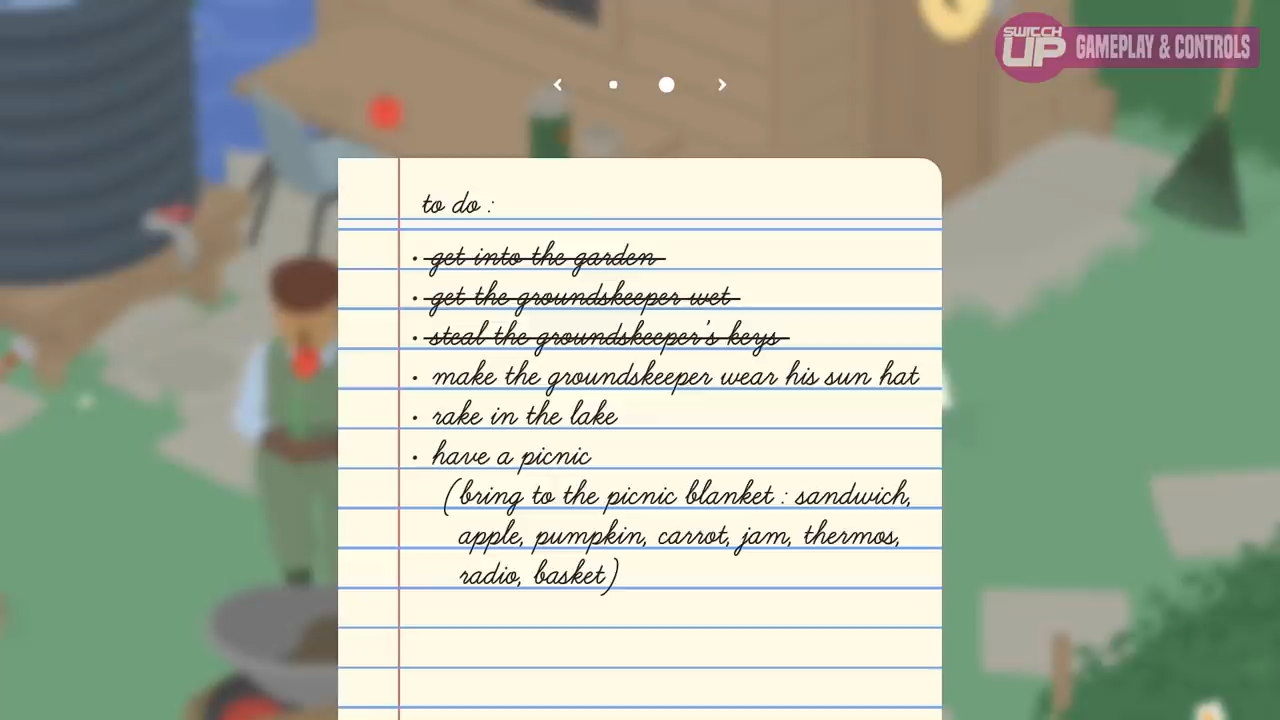 SWITCH UP GAMEPLAY & CONTROLS
to do :
· get into the garden
· get the groundskeeper wet
· steal the groundskeeper's keys
· make the groundskeeper wear his sun hat
· rake in the lake
· have a picnic
(bring to the picnic blanket : sandwich,
apple, pumpkin, carrot, jam, thermos,
radio, basket)